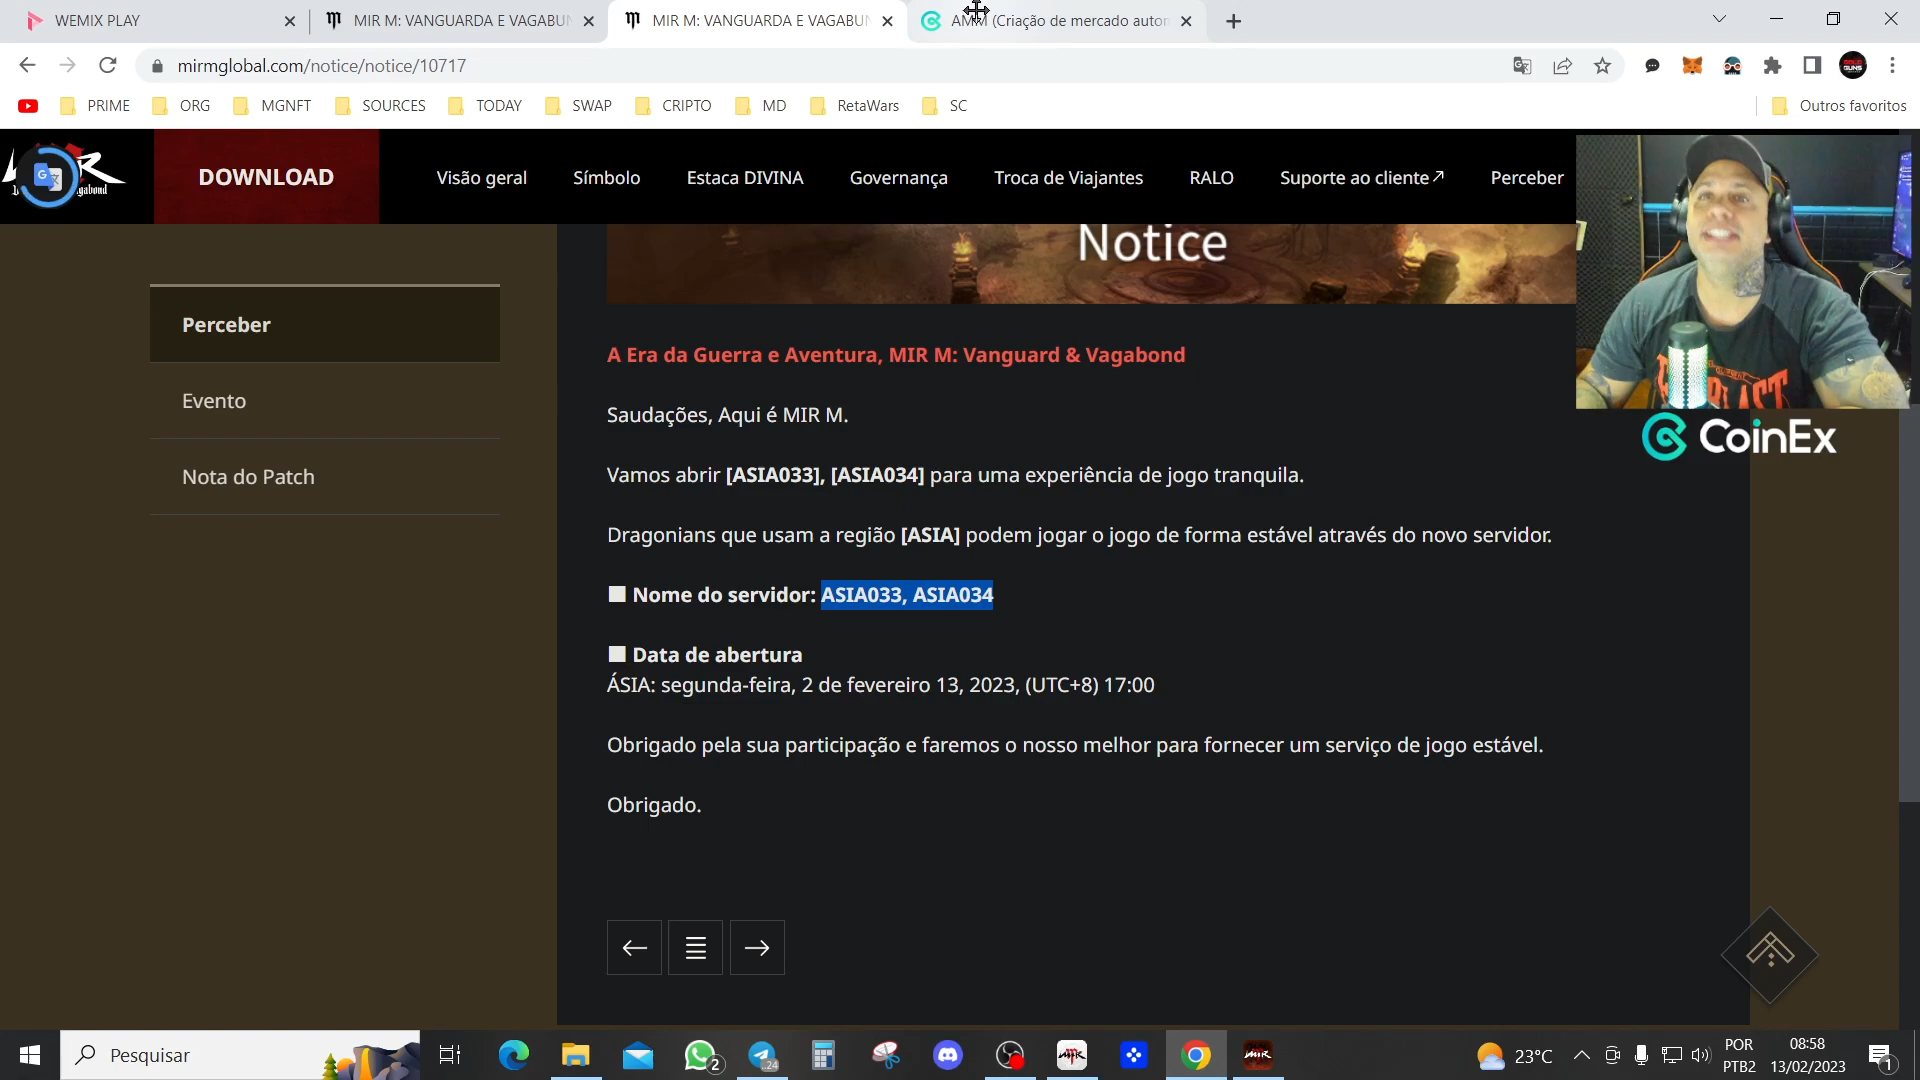 WEMIX PLAY
MIR M: VANGUARDA E VAGABUN
MIR M: VANGUARDA E VAGABUN
AMM (Criação de mercado autor
mirmglobal.com/notice/notice/10717
PRIME
ORG
MGNFT
SOURCES
TODAY
SWAP
CRIPTO
MD
RetaWars
SC
Outros favoritos
DOWNLOAD
Visão geral
Símbolo
Estaca DIVINA
Governança
Troca de Viajantes
RALO
Suporte ao cliente
Perceber
Notice
Perceber
Evento
Nota do Patch
A Era da Guerra e Aventura, MIR M: Vanguard & Vagabond
Saudações, Aqui é MIR M.
Vamos abrir [ASIA033], [ASIA034] para uma experiência de jogo tranquila.
Dragonians que usam a região [ASIA] podem jogar o jogo de forma estável através do novo servidor.
■ Nome do servidor: ASIA033, ASIA034
■ Data de abertura
ÁSIA: segunda-feira, 2 de fevereiro 13, 2023, (UTC+8) 17:00
Obrigado pela sua participação e faremos o nosso melhor para fornecer um serviço de jogo estável.
Obrigado.
CoinEx
Pesquisar
2
24
23°C
POR
PTB2
08:58
13/02/2023
1